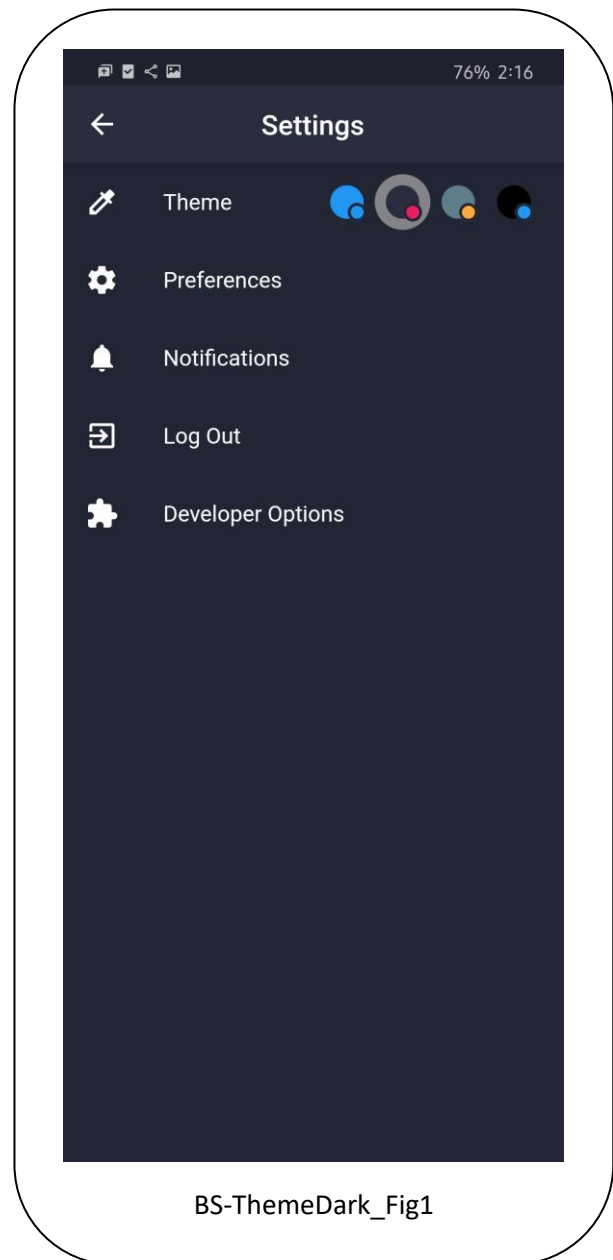 76% 2:16
Settings
Theme
Preferences
Notifications
Log Out
Developer Options
BS-ThemeDark_Fig1